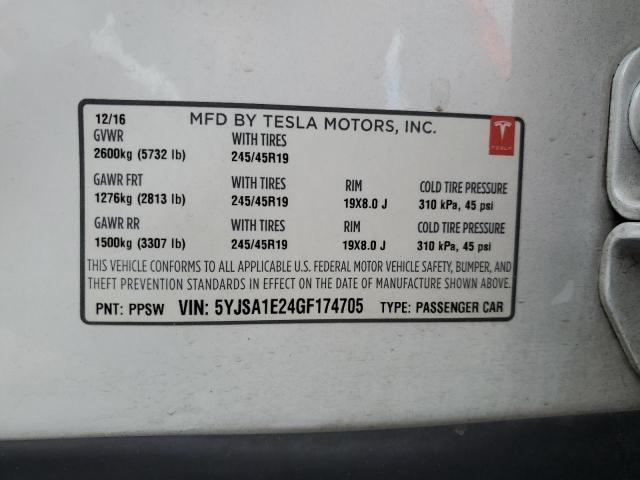 12/16 MFD BY TESLA MOTORS, INC.
GVWR WITH TIRES
2600kg (5732 lb) 245/45R19
TESLA
GAWR FRT WITH TIRES RIM COLD TIRE PRESSURE
1276kg (2813 lb) 245/45R19 19X8.0 J 310 kPa, 45 psi
GAWR RR WITH TIRES RIM COLD TIRE PRESSURE
1500kg (3307 lb) 245/45R19 19X8.0 J 310 kPa, 45 psi
THIS VEHICLE CONFORMS TO ALL APPLICABLE U.S. FEDERAL MOTOR VEHICLE SAFETY, BUMPER, AND
THEFT PREVENTION STANDARDS IN EFFECT ON THE DATE OF MANUFACTURE SHOWN ABOVE.
PNT: PPSW VIN: 5YJSA1E24GF174705 TYPE: PASSENGER CAR